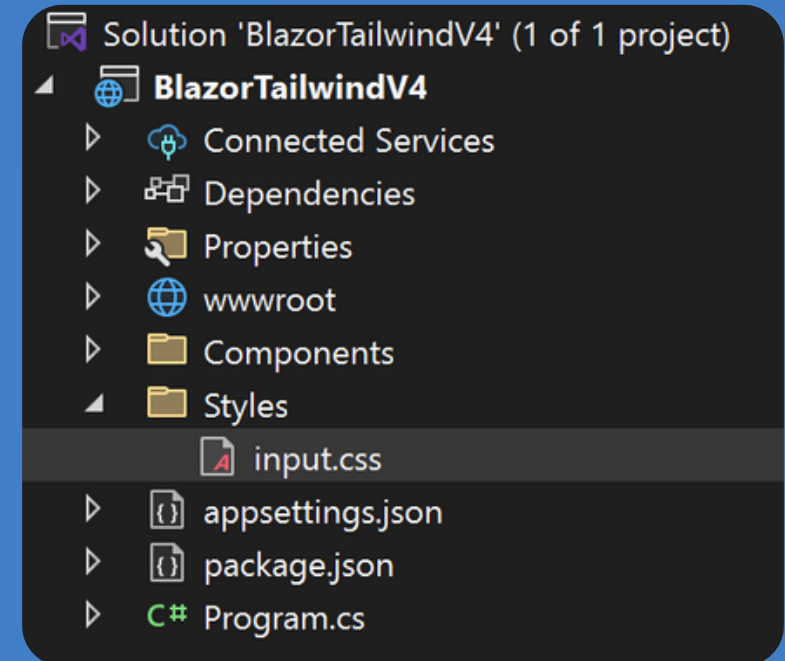 Solution 'BlazorTailwindV4' (1 of 1 project)
BlazorTailwindV4
Connected Services
Dependencies
Properties
wwwroot
Components
Styles
input.css
appsettings.json
package.json
C# Program.cs